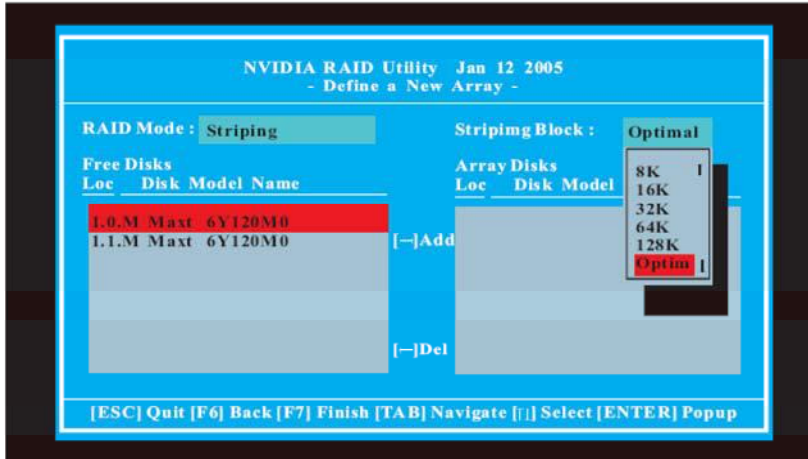 NVIDIA RAID Utility Jan 12 2005
- Define a New Array -
RAID Mode : Striping
Stripimg Block : Optimal
8K
16K
32K
64K
128K
Optim
Free Disks
Loc Disk Model Name
1.0.M Maxt 6Y120M0
1.1.M Maxt 6Y120M0
Array Disks
Loc Disk Model
[—]Add
[—]Del
[ESC] Quit [F6] Back [F7] Finish [TAB] Navigate [↑↓] Select [ENTER] Popup